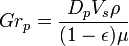 Gr_p = \frac{D_p V_s \rho}{(1 - \epsilon)\mu}